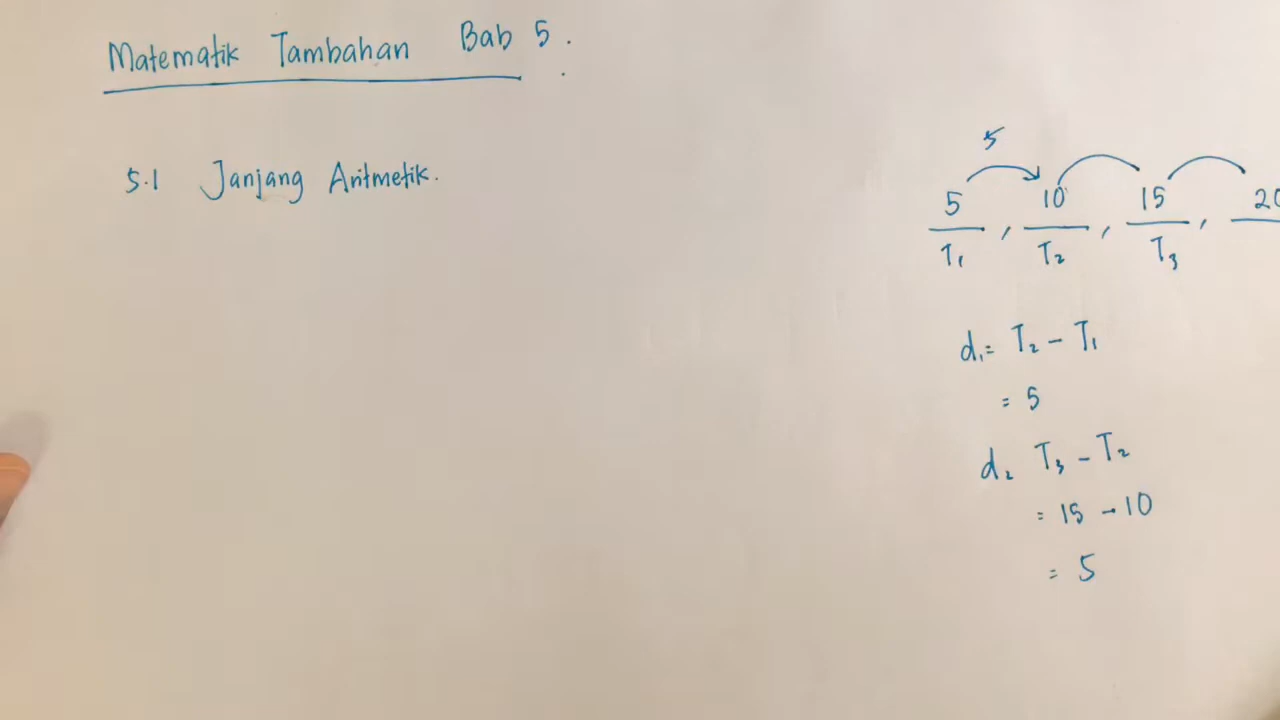 Matematik Tambahan Bab 5.
5.1 Janjang Aritmetik.
5
5 , 10 , 15 , 20
T₁ T₂ T₃
d₁ = T₂ - T₁
= 5
d₂ T₃ - T₂
= 15 - 10
= 5